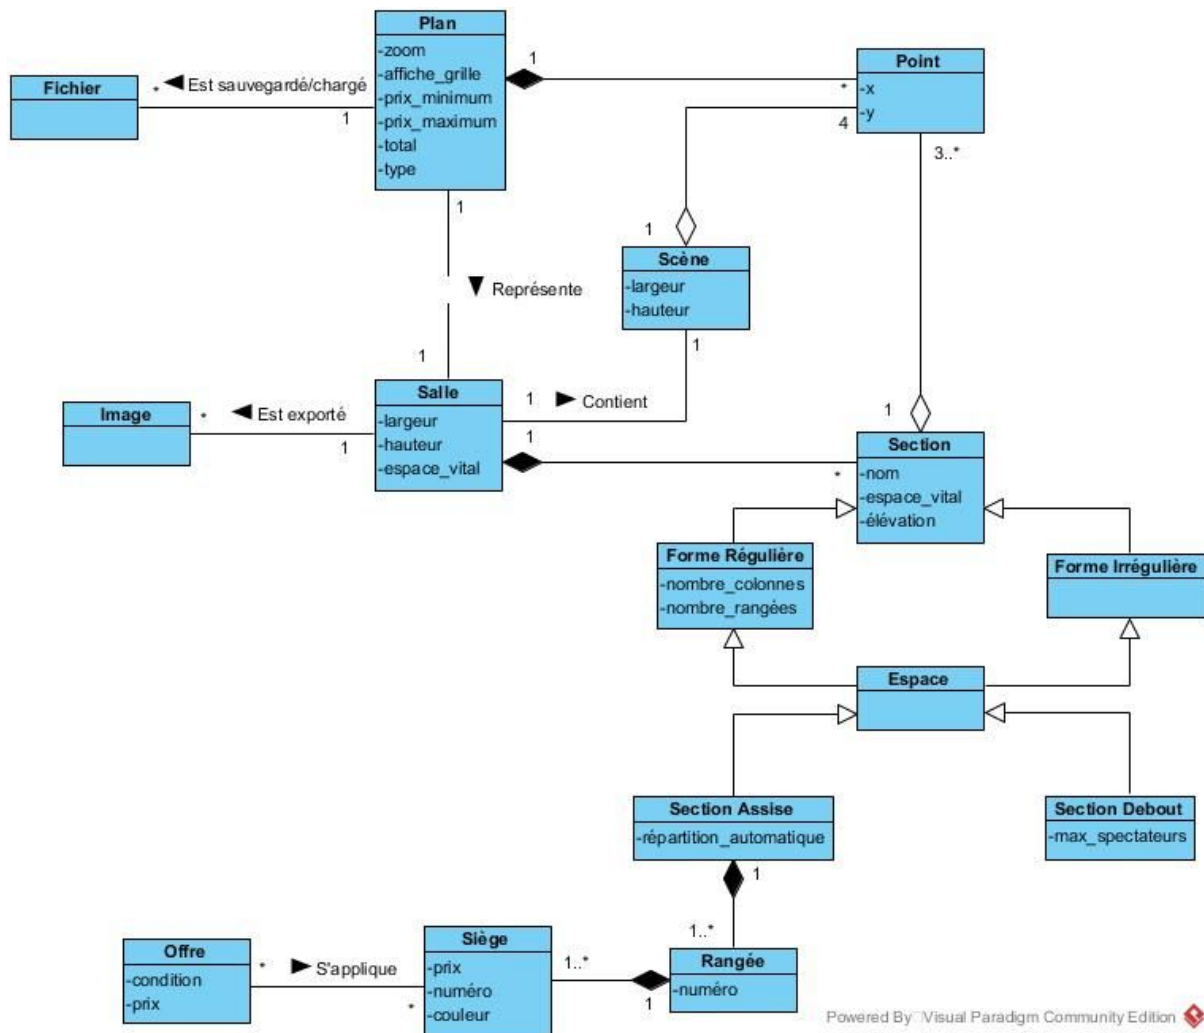 Plan
-zoom
-affiche_grille
-prix_minimum
-prix_maximum
-total
-type
Fichier
* ◄ Est sauvegardé/chargé
1
1
*
Point
-x
-y
4
3..*
1
▼ Représente
1
1
Scène
-largeur
-hauteur
1
Salle
-largeur
-hauteur
-espace_vital
1 ► Contient
1
*
Image
* ◄ Est exporté
1
1
Section
-nom
-espace_vital
-élévation
Forme Régulière
-nombre_colonnes
-nombre_rangées
Forme Irrégulière
Espace
Section Assise
-répartition_automatique
Section Debout
-max_spectateurs
1
1..*
Rangée
-numéro
1
1..*
Siège
-prix
-numéro
-couleur
Offre
-condition
-prix
* ► S'applique
*
Powered By Visual Paradigm Community Edition